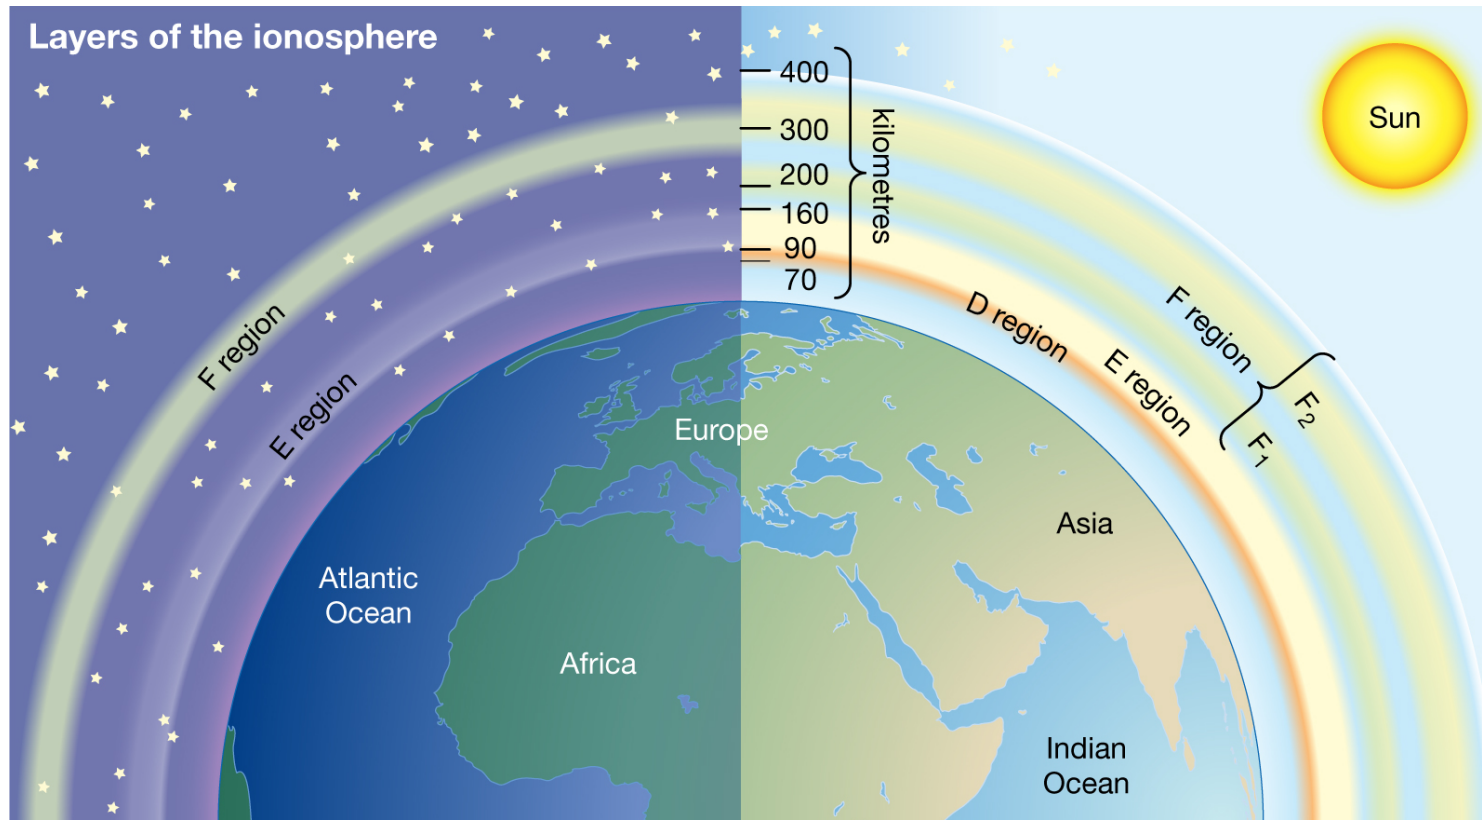 Layers of the ionosphere
400
300
200
160
90
70
kilometres
Sun
F region
E region
D region
E region
F region
F₂
F₁
Europe
Asia
Atlantic
Ocean
Africa
Indian
Ocean